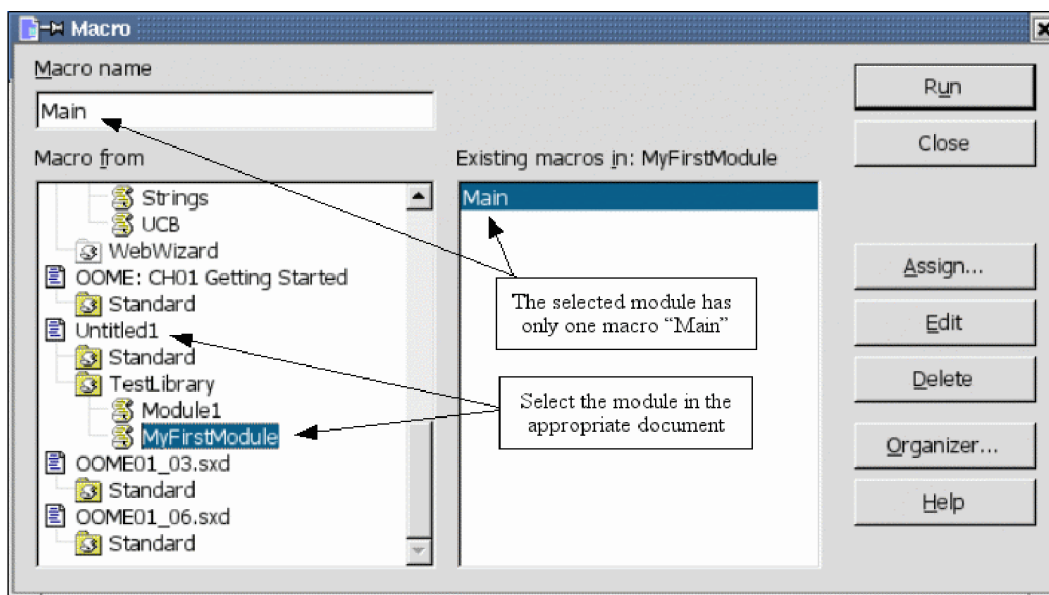 Macro
Macro name
Main
Macro from
Strings
UCB
WebWizard
OOME: CH01 Getting Started
Standard
Untitled1
Standard
TestLibrary
Module1
MyFirstModule
OOME01_03.sxd
Standard
OOME01_06.sxd
Standard
Existing macros in: MyFirstModule
Main
The selected module has
only one macro “Main”
Select the module in the
appropriate document
Run
Close
Assign...
Edit
Delete
Organizer...
Help